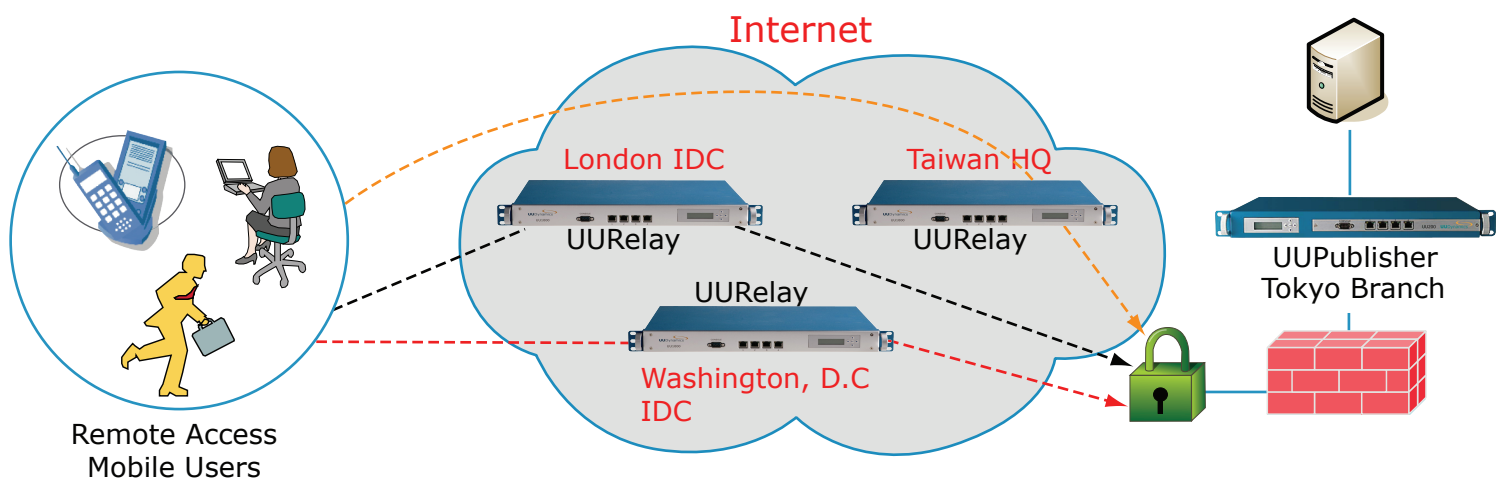 Internet
London IDC
Taiwan HQ
UURelay
UURelay
UURelay
Washington, D.C
IDC
UUPublisher
Tokyo Branch
Remote Access
Mobile Users